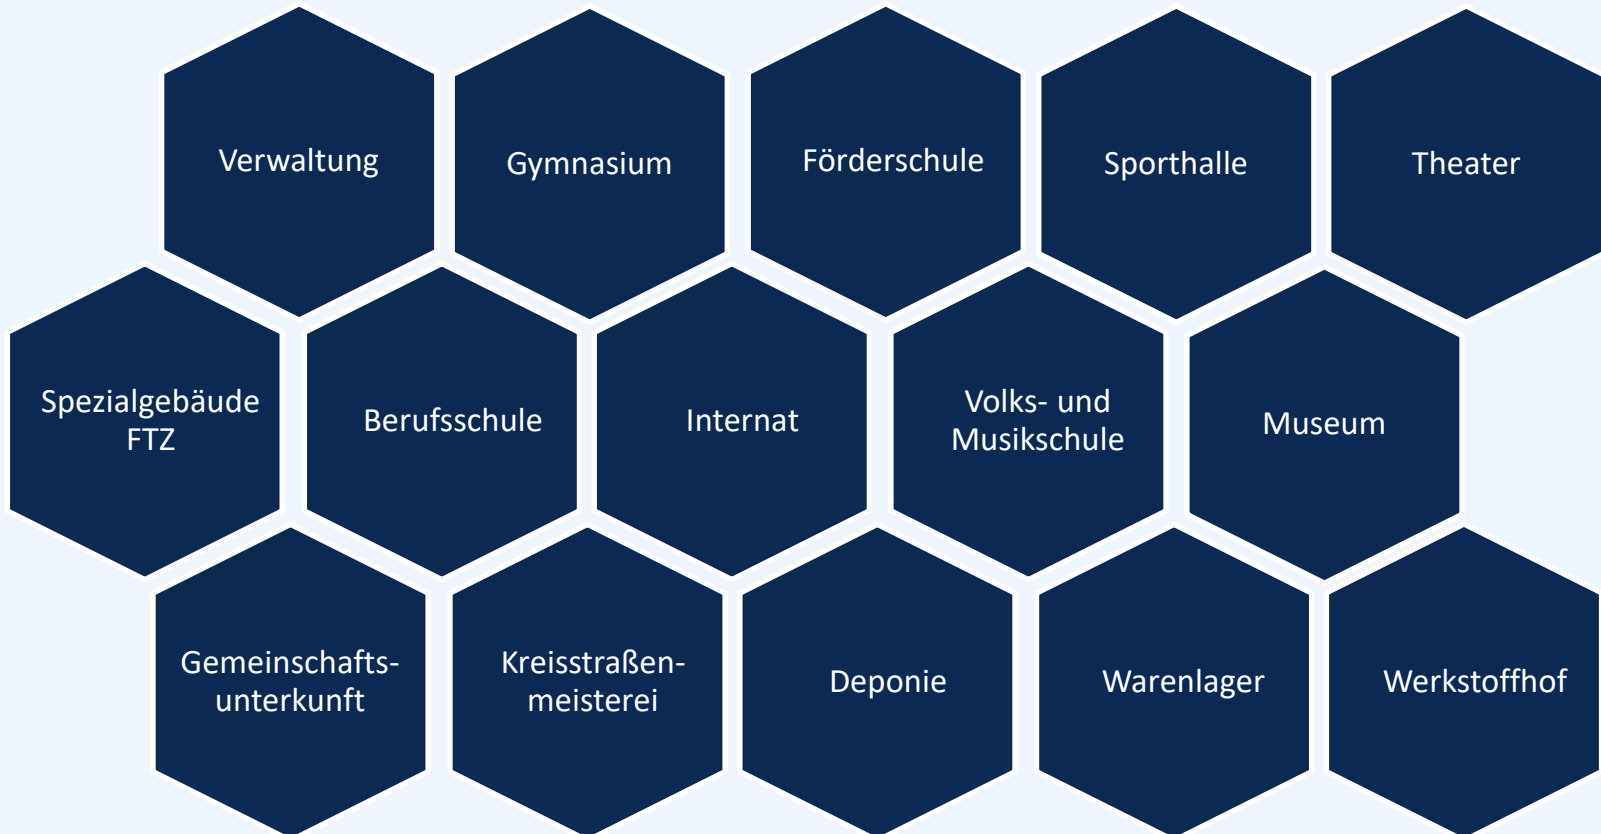 Verwaltung
Gymnasium
Förderschule
Sporthalle
Theater
Spezialgebäude
FTZ
Berufsschule
Internat
Volks- und
Musikschule
Museum
Gemeinschafts-
unterkunft
Kreisstraßen-
meisterei
Deponie
Warenlager
Werkstoffhof